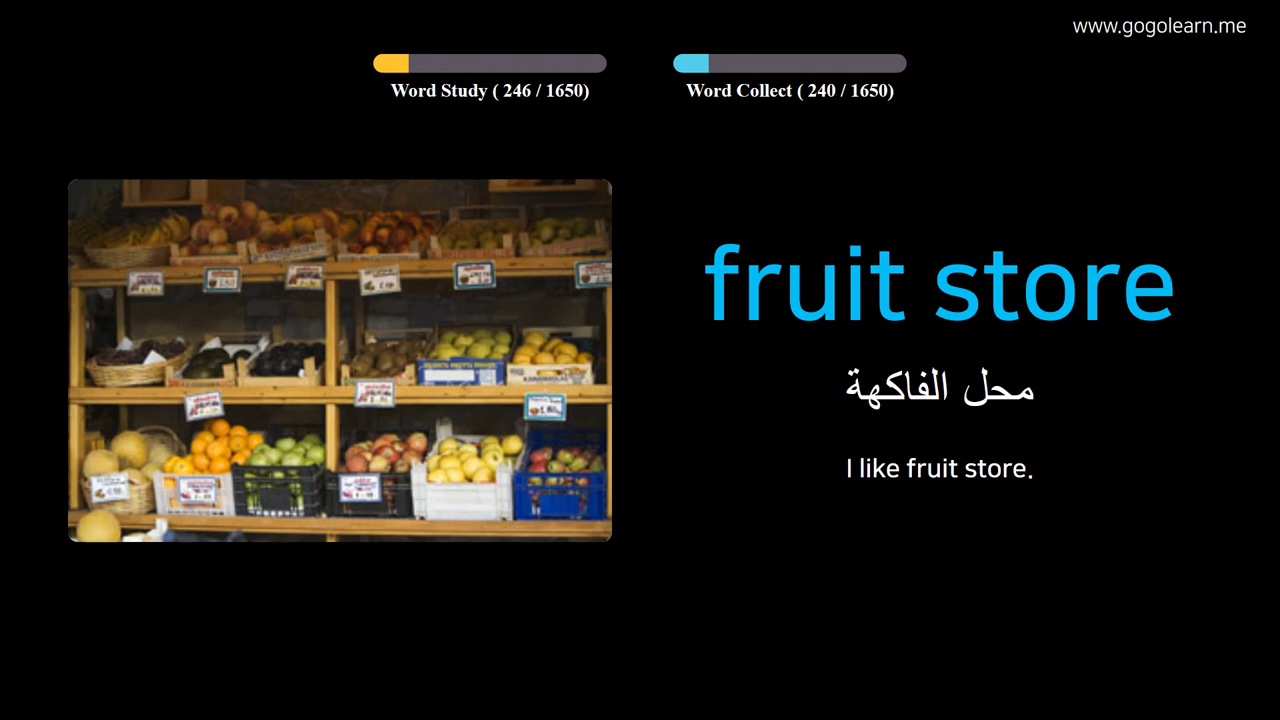 www.gogolearn.me
Word Study ( 246 / 1650)
Word Collect ( 240 / 1650)
fruit store
محل الفاكهة
I like fruit store.